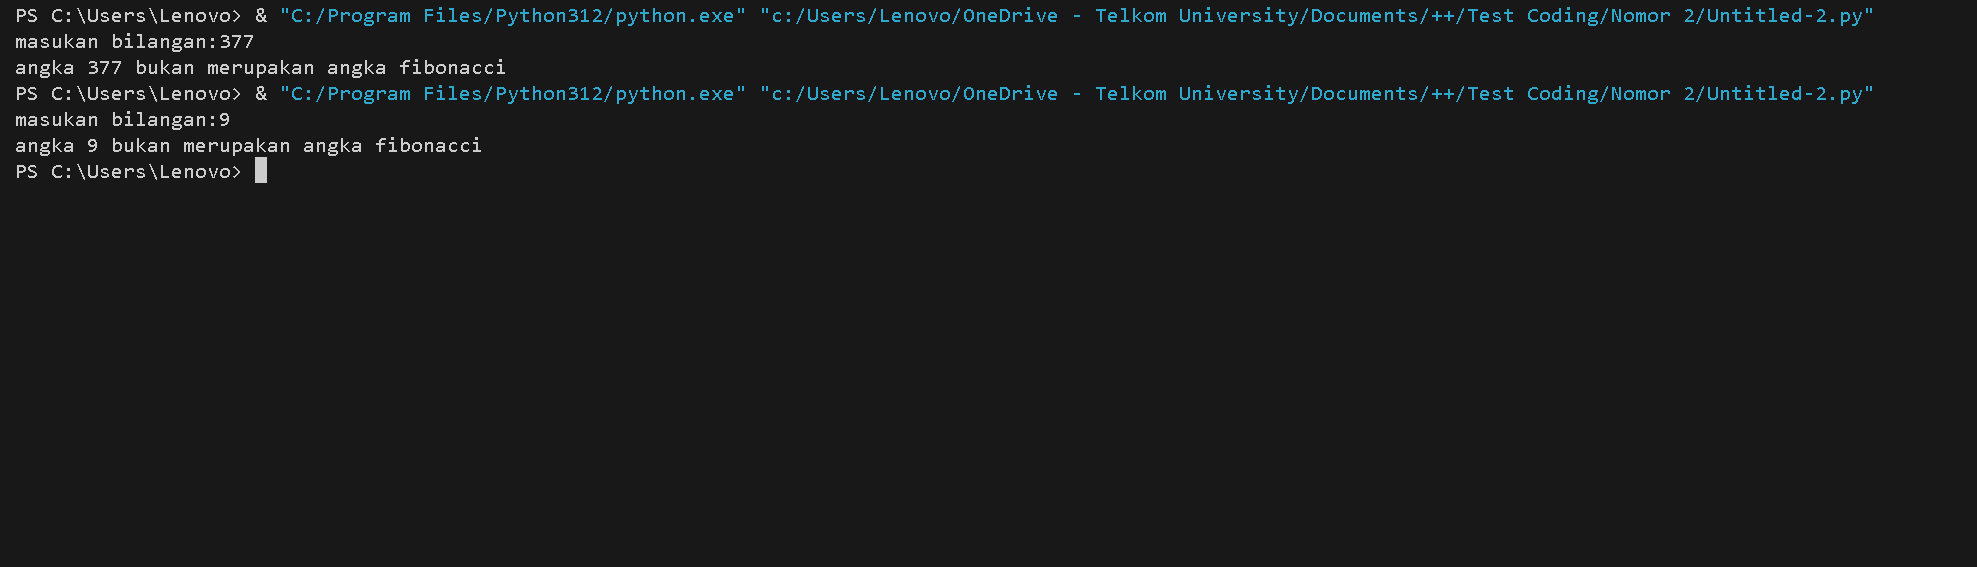 PS C:\Users\Lenovo> & "C:/Program Files/Python312/python.exe" "c:/Users/Lenovo/OneDrive - Telkom University/Documents/++/Test Coding/Nomor 2/Untitled-2.py"
masukan bilangan:377
angka 377 bukan merupakan angka fibonacci
PS C:\Users\Lenovo> & "C:/Program Files/Python312/python.exe" "c:/Users/Lenovo/OneDrive - Telkom University/Documents/++/Test Coding/Nomor 2/Untitled-2.py"
masukan bilangan:9
angka 9 bukan merupakan angka fibonacci
PS C:\Users\Lenovo>